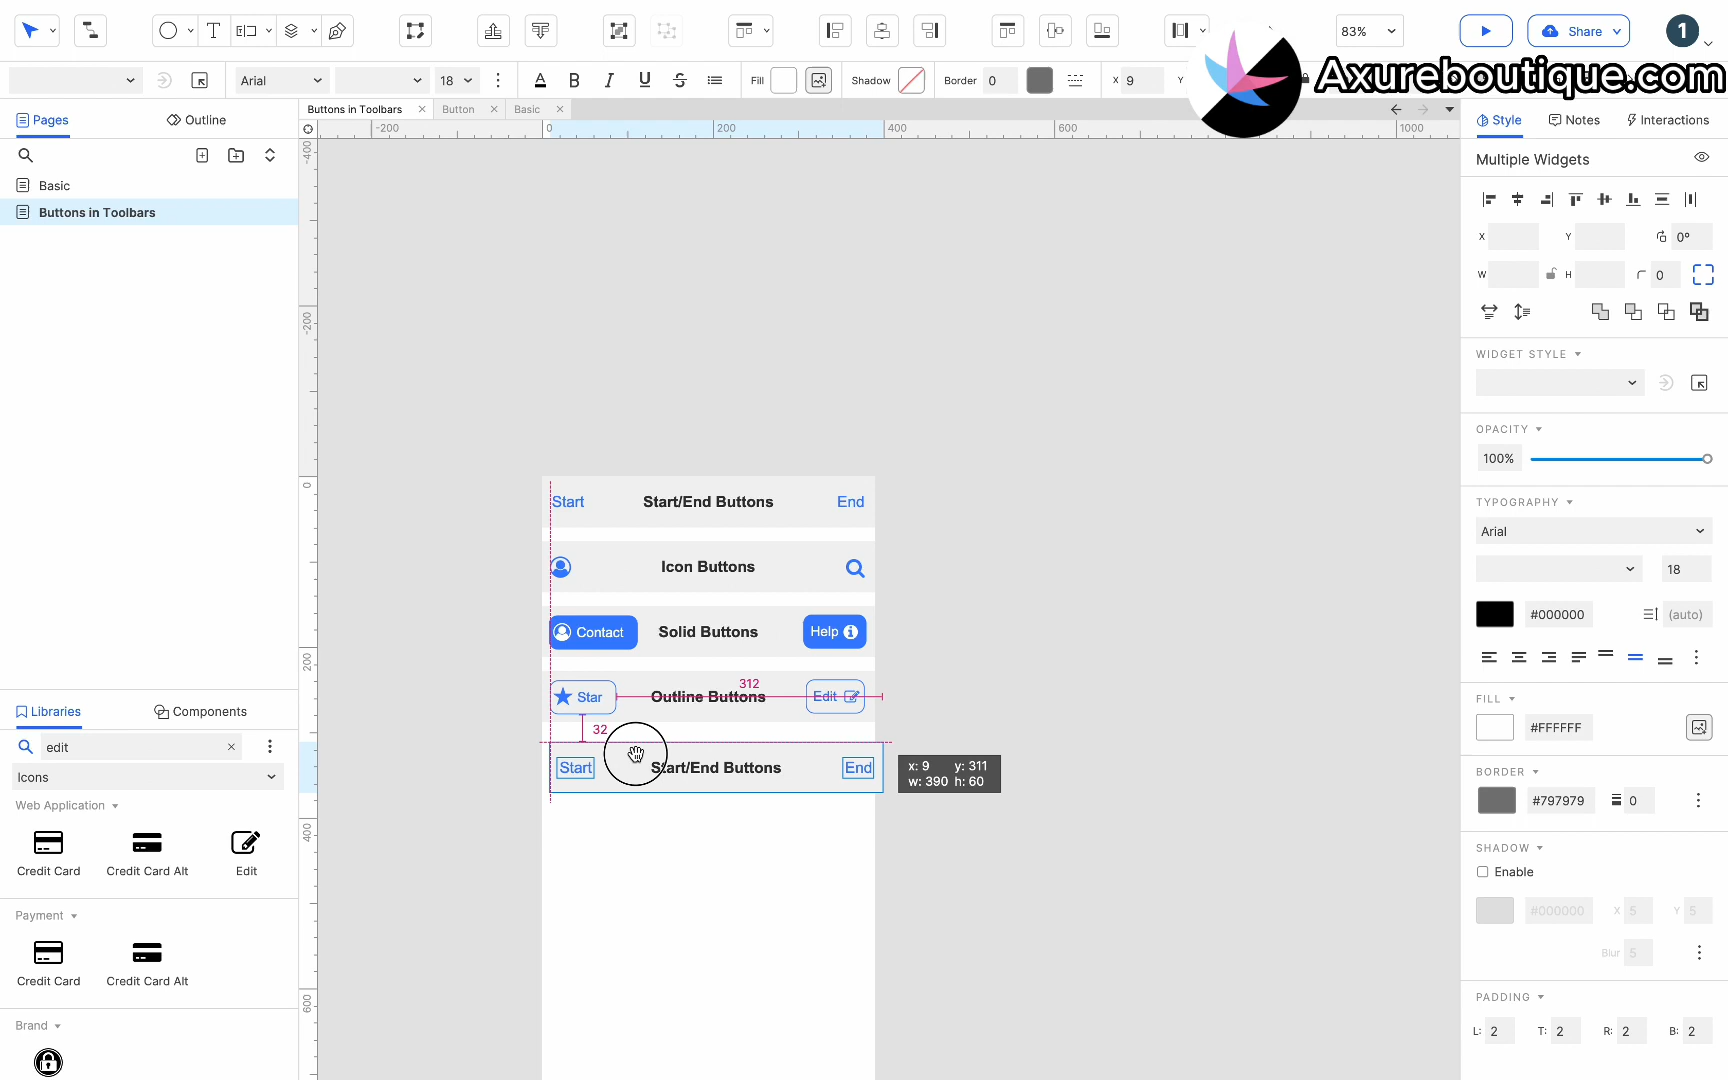 83%
Share
1
Axureboutique.com
Arial
18
A
B
I
U
S
Fill
Shadow
Border
0
X
9
Y
Pages
Outline
Buttons in Toolbars
Button
Basic
-200
0
200
400
600
1000
Style
Notes
Interactions
Basic
Buttons in Toolbars
-400
-200
0
200
400
600
Multiple Widgets
X
Y
0°
W
H
0
WIDGET STYLE
OPACITY
100%
TYPOGRAPHY
Arial
18
#000000
(auto)
FILL
#FFFFFF
BORDER
#797979
0
SHADOW
Enable
#000000
X
5
Y
5
Blur
5
PADDING
L: 2
T: 2
R: 2
B: 2
Start
Start/End Buttons
End
Icon Buttons
Contact
Solid Buttons
Help
Star
Outline Buttons
Edit
312
32
Start
Start/End Buttons
End
x: 9 y: 311
w: 390 h: 60
Libraries
Components
edit
Icons
Web Application
Credit Card
Credit Card Alt
Edit
Payment
Credit Card
Credit Card Alt
Brand